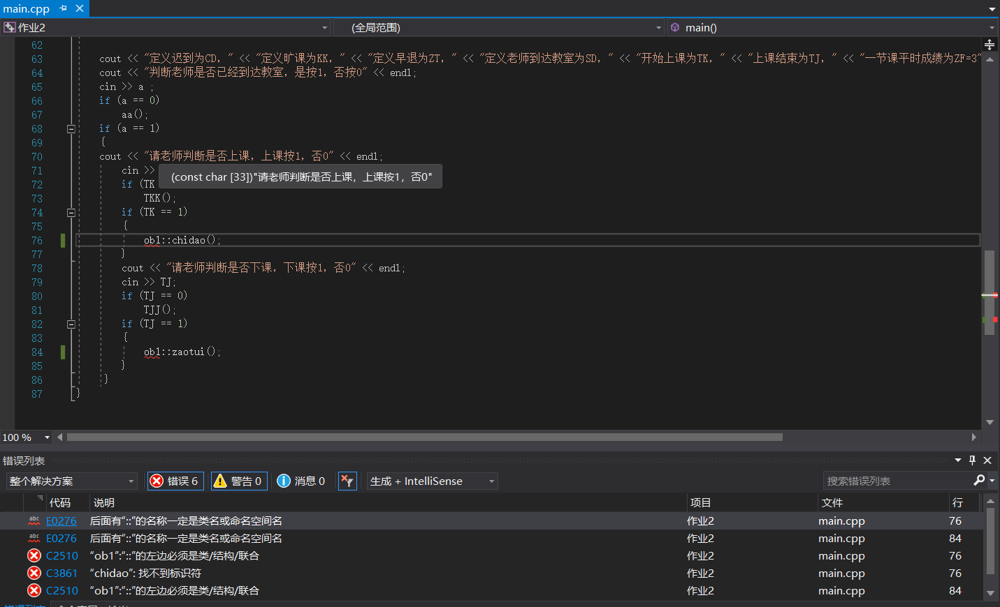 main.cpp
作业2 (全局范围) main()
62
63 cout << "定义迟到为CD，" << "定义旷课为KK，" << "定义早退为ZT，" << "定义老师到达教室为SD，" << "开始上课为TK，" << "上课结束为TJ，" << "一节课平时成绩为ZF=3"
64 cout << "判断老师是否已经到达教室，是按1，否按0" << endl;
65 cin >> a ;
66 if (a == 0)
67 aa();
68 if (a == 1)
69 {
70 cout << "请老师判断是否上课，上课按1，否0" << endl;
71 cin >>
(const char [33])"请老师判断是否上课，上课按1，否0"
72 if (TK
73 TKK();
74 if (TK == 1)
75 {
76 ob1::chidao();
77 }
78 cout << "请老师判断是否下课，下课按1，否0" << endl;
79 cin >> TJ;
80 if (TJ == 0)
81 TJJ();
82 if (TJ == 1)
83 {
84 ob1::zaotui();
85 }
86 }
87 }
100 %
错误列表
整个解决方案 错误 6 警告 0 消息 0 生成 + IntelliSense 搜索错误列表
代码 说明 项目 文件 行
abc E0276 后面有“::”的名称一定是类名或命名空间名 作业2 main.cpp 76
abc E0276 后面有“::”的名称一定是类名或命名空间名 作业2 main.cpp 84
C2510 “ob1”:“::”的左边必须是类/结构/联合 作业2 main.cpp 76
C3861 “chidao”: 找不到标识符 作业2 main.cpp 76
C2510 “ob1”:“::”的左边必须是类/结构/联合 作业2 main.cpp 84